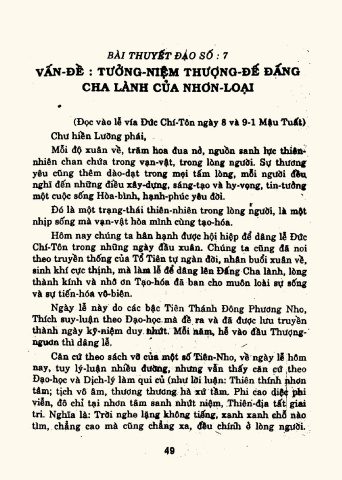 BÀI THUYẾT ĐẠO SỐ : 7
VẤN-ĐỀ : TƯỞNG-NIỆM THƯỢNG-ĐẾ ĐẤNG
CHA LÀNH CỦA NHƠN-LOẠI
(Đọc vào lễ vía Đức Chí-Tôn ngày 8 và 9-1 Mậu Tuất)
Chư hiền Lưỡng phái,
Mỗi độ xuân về, trăm hoa đua nở, nguồn sanh lực thiên-
nhiên chan chứa trong vạn-vật, trong lòng người. Sự thương
yêu cũng thêm dào-dạt trong mọi tấm lòng, mỗi người đều
nghĩ đến những điều xây-dựng, sáng-tạo và hy-vọng, tin-tưởng
một cuộc sống Hòa-bình, hạnh-phúc yêu đời.
Đó là một trạng-thái thiên-nhiên trong lòng người, là một
nhịp sống mà vạn-vật hòa mình cùng tạo-hóa.
Hôm nay chúng ta hân hạnh được hội hiệp để dâng lễ Đức
Chí-Tôn trong những ngày đầu xuân. Chúng ta cũng đã noi
theo truyền thống của Tổ Tiên tự ngàn đời, nhân buổi xuân về,
sinh khí cực thịnh, mà làm lễ để dâng lên Đấng Cha lành, lòng
thành kính và nhớ ơn Tạo-hóa đã ban cho muôn loài sự sống
và sự tiến-hóa vô-biên.
Ngày lễ này do các bậc Tiên Thánh Đông Phương Nho,
Thích suy-luận theo Đạo-học mà đề ra và đã được lưu truyền
thành ngày kỷ-niệm duy nhứt. Mỗi năm, hễ vào đầu Thượng-
nguơn thì dâng lễ.
Căn cứ theo sách vở của một số Tiên-Nho, về ngày lễ hôm
nay, tuy lý-luận nhiều đường, nhưng vẫn thấy căn cứ theo
Đạo-học và Dịch-lý làm qui củ (như lời luận: Thiên thính nhơn
tâm; tịch vô âm, thương thương hà xứ tầm. Phi cao diệc phi
viễn, đô chỉ tại nhơn tâm sanh nhứt niệm, Thiên-địa tất giai
tri. Nghĩa là: Trời nghe lặng không tiếng, xanh xanh chỗ nào
tìm, chẳng cao mà cũng chẳng xa, đều chính ở lòng người.
49